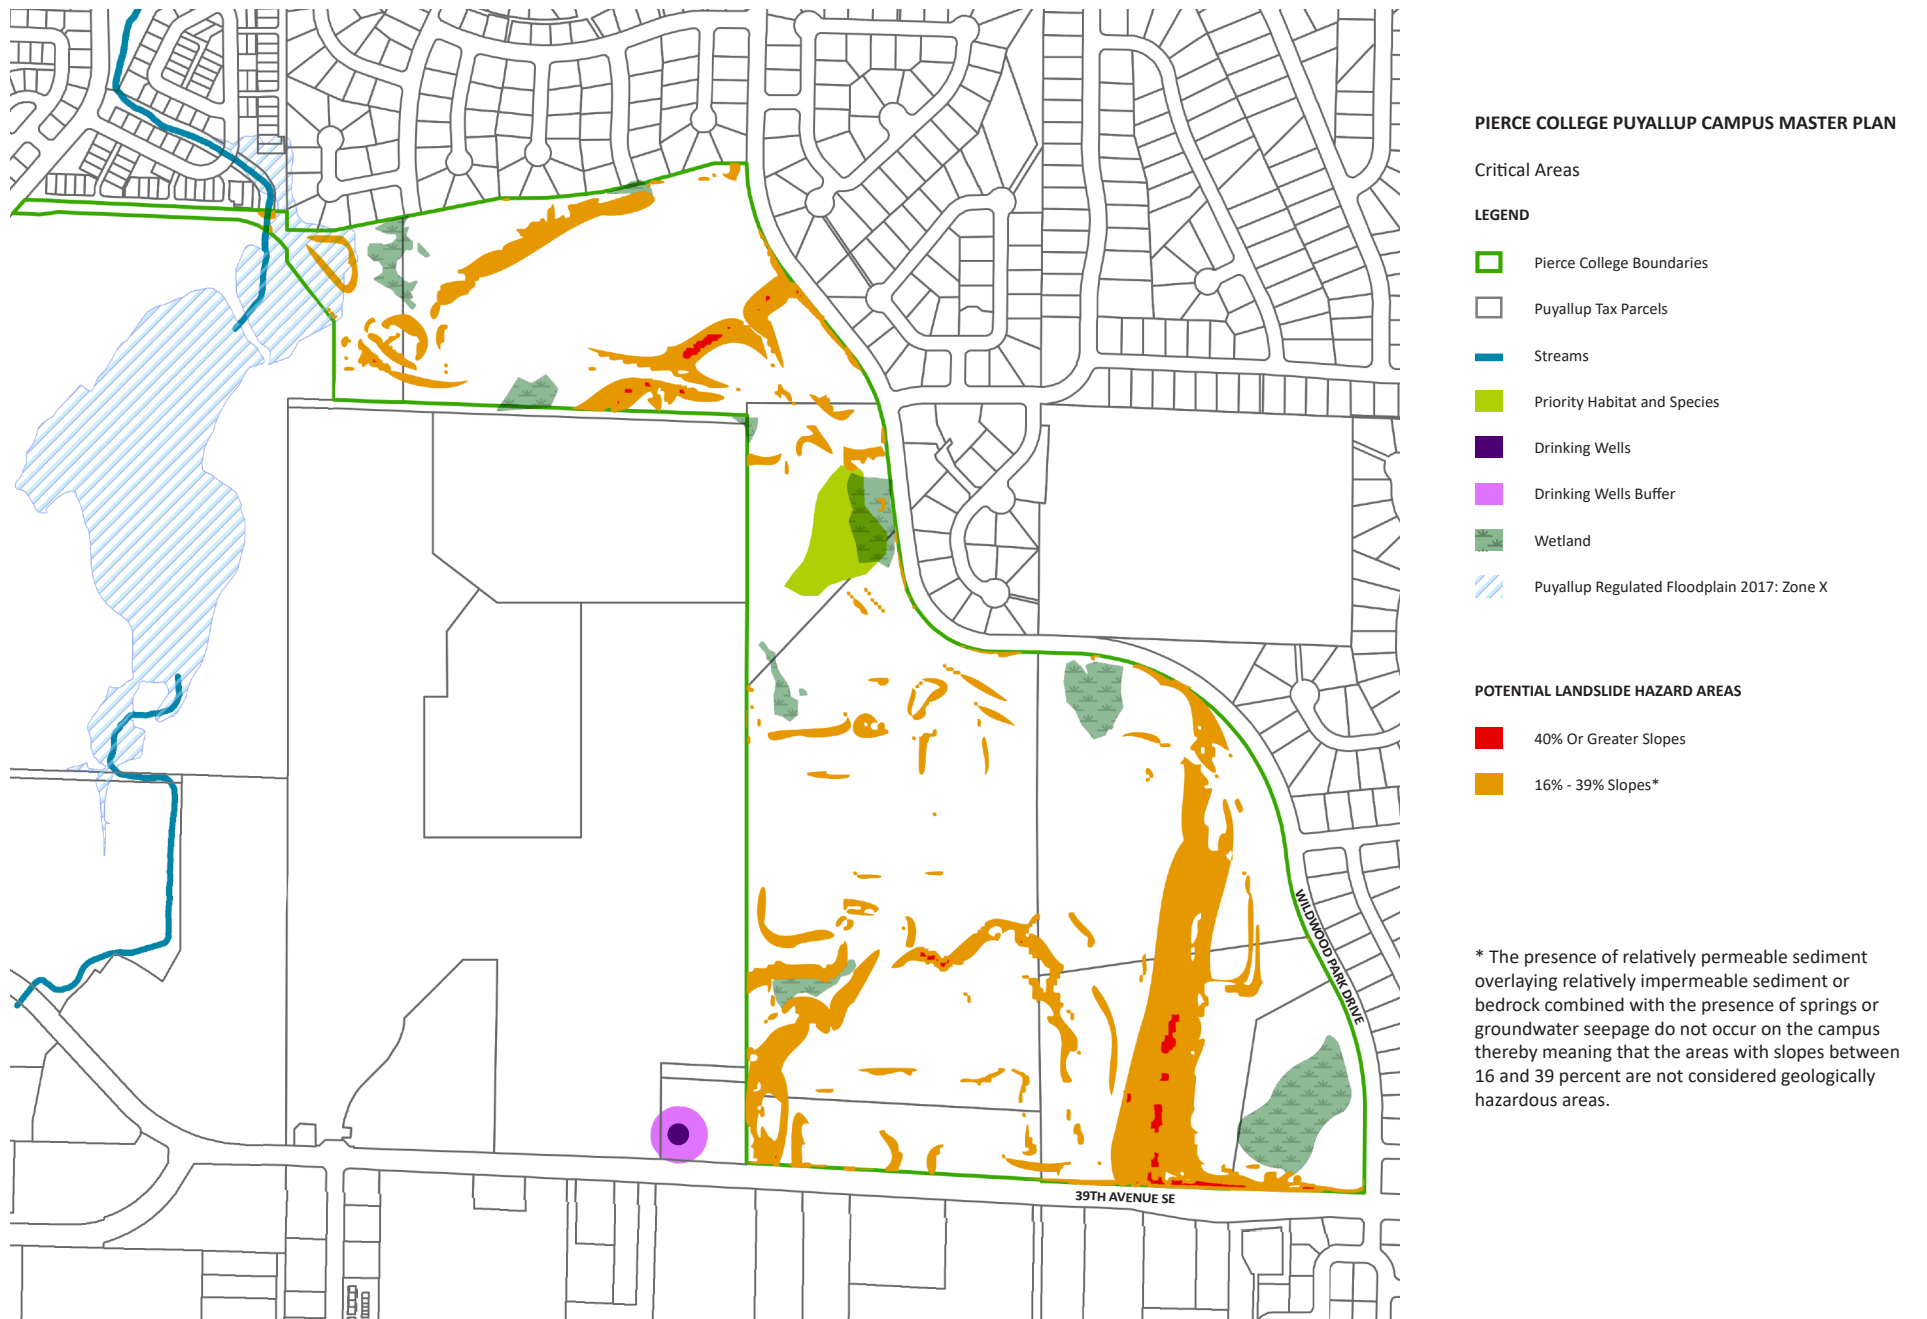 PIERCE COLLEGE PUYALLUP CAMPUS MASTER PLAN
Critical Areas
LEGEND
Pierce College Boundaries
Puyallup Tax Parcels
Streams
Priority Habitat and Species
Drinking Wells
Drinking Wells Buffer
Wetland
Puyallup Regulated Floodplain 2017: Zone X
POTENTIAL LANDSLIDE HAZARD AREAS
40% Or Greater Slopes
16% - 39% Slopes*
* The presence of relatively permeable sediment
overlaying relatively impermeable sediment or
bedrock combined with the presence of springs or
groundwater seepage do not occur on the campus
thereby meaning that the areas with slopes between
16 and 39 percent are not considered geologically
hazardous areas.
WILDWOOD PARK DRIVE
39TH AVENUE SE